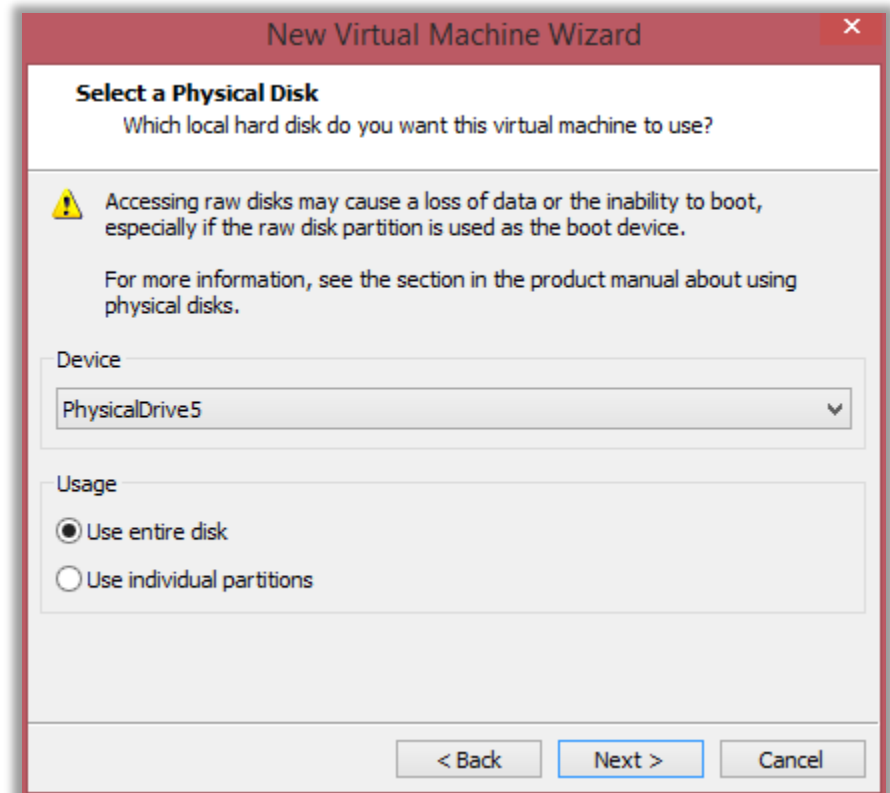 New Virtual Machine Wizard
Select a Physical Disk
Which local hard disk do you want this virtual machine to use?
Accessing raw disks may cause a loss of data or the inability to boot,
especially if the raw disk partition is used as the boot device.
For more information, see the section in the product manual about using
physical disks.
Device
PhysicalDrive5
Usage
Use entire disk
Use individual partitions
< Back Next > Cancel